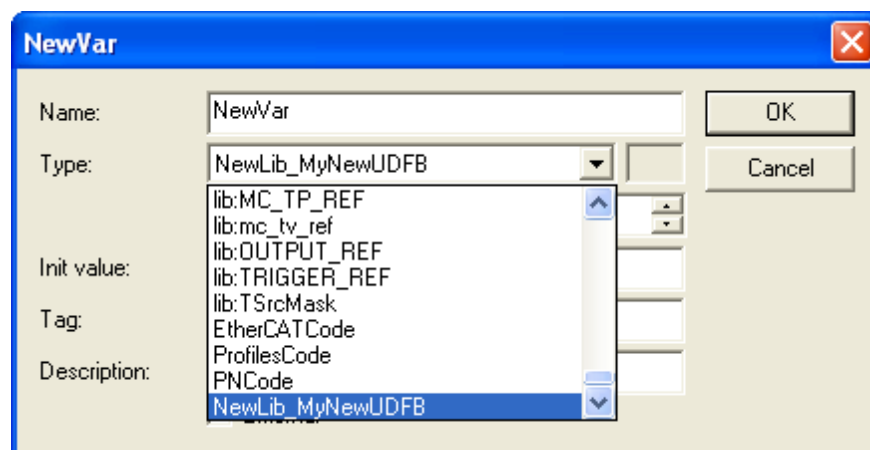 NewVar
Name:
NewVar
OK
Type:
NewLib_MyNewUDFB
Cancel
lib:MC_TP_REF
lib:mc_tv_ref
lib:OUTPUT_REF
Init value:
lib:TRIGGER_REF
lib:TSrcMask
Tag:
EtherCATCode
ProfilesCode
Description:
PNCode
NewLib_MyNewUDFB